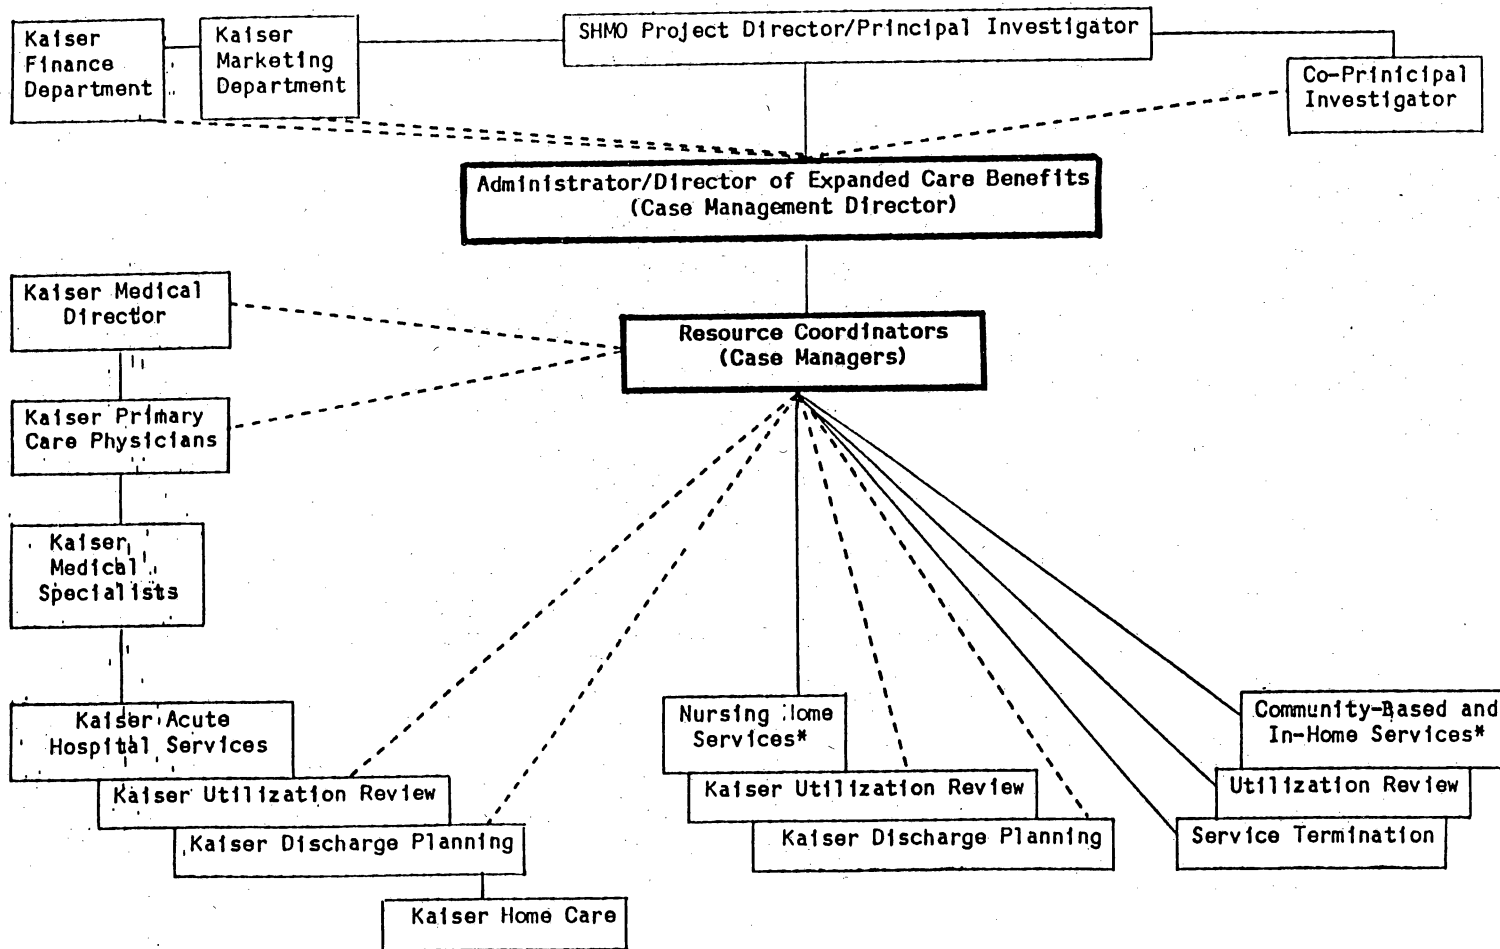 Kaiser
Finance
Department
Kaiser
Marketing
Department
SHMO Project Director/Principal Investigator
Co-Prinicipal
Investigator
Administrator/Director of Expanded Care Benefits
(Case Management Director)
Kaiser Medical
Director
Resource Coordinators
(Case Managers)
Kaiser Primary
Care Physicians
Kaiser
Medical
Specialists
Kaiser Acute
Hospital Services
Kaiser Utilization Review
Kaiser Discharge Planning
Kaiser Home Care
Nursing Home
Services*
Kaiser Utilization Review
Kaiser Discharge Planning
Community-Based and
In-Home Services*
Utilization Review
Service Termination